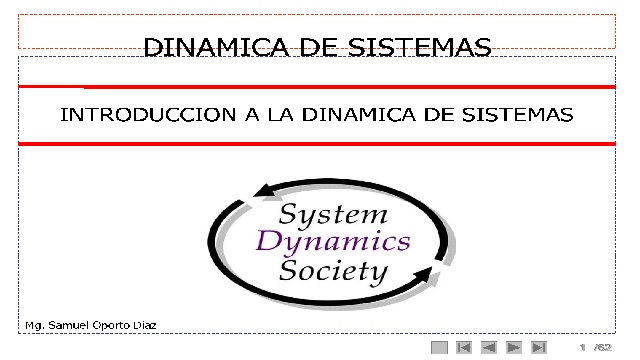 DINAMICA DE SISTEMAS
INTRODUCCION A LA DINAMICA DE SISTEMAS
System
Dynamics
Society
Mg. Samuel Oporto Díaz
1 /62